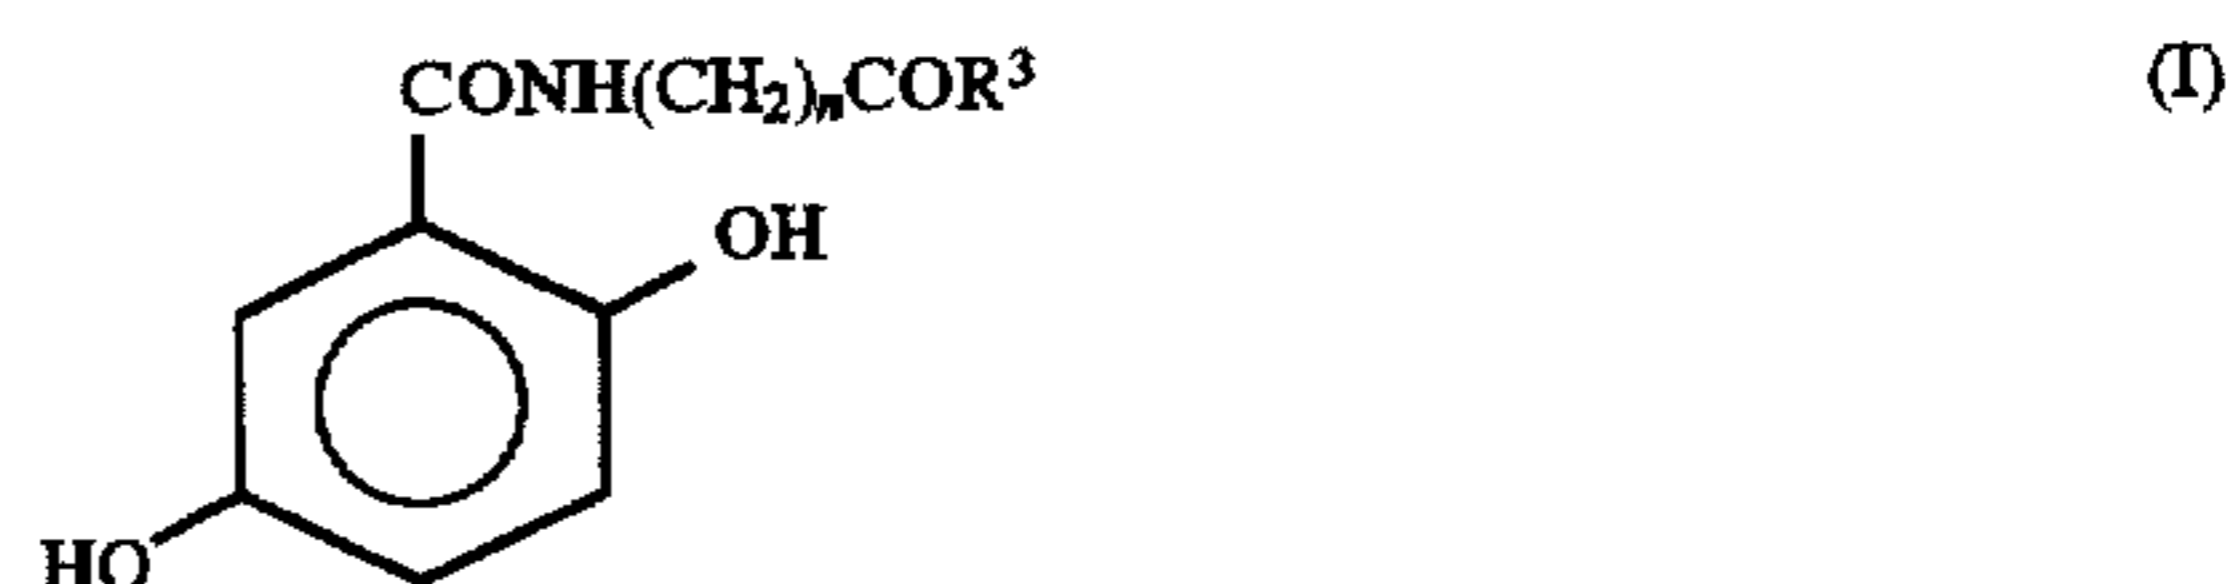 CONH(CH₂)ₙCOR³ (I)
OH
HO